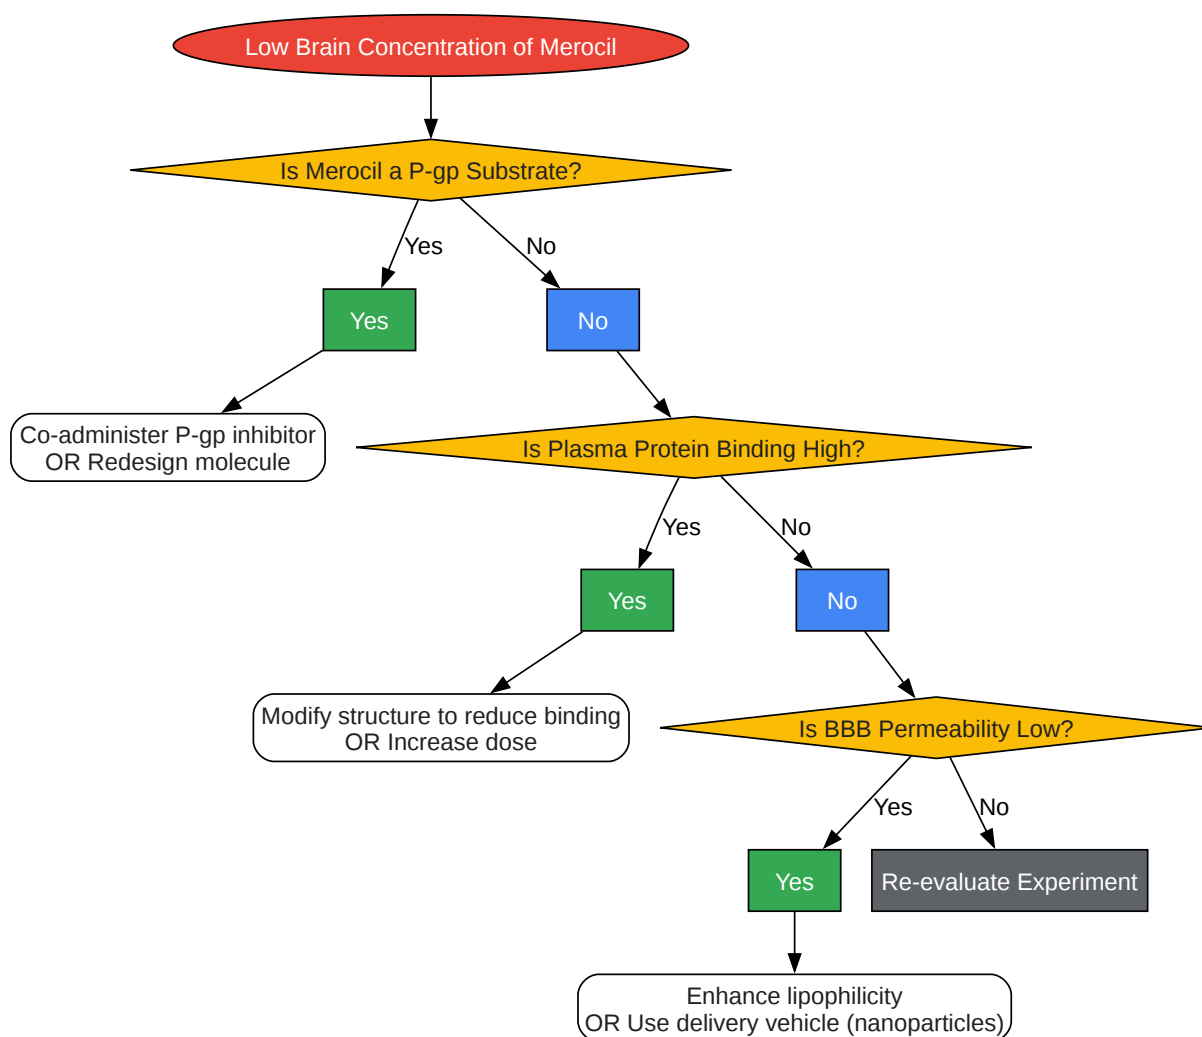 Low Brain Concentration of Merocil
Is Merocil a P-gp Substrate?
Yes
No
Yes
No
Co-administer P-gp inhibitor
OR Redesign molecule
Is Plasma Protein Binding High?
Yes
No
Yes
No
Modify structure to reduce binding
OR Increase dose
Is BBB Permeability Low?
Yes
No
Yes
Re-evaluate Experiment
Enhance lipophilicity
OR Use delivery vehicle (nanoparticles)